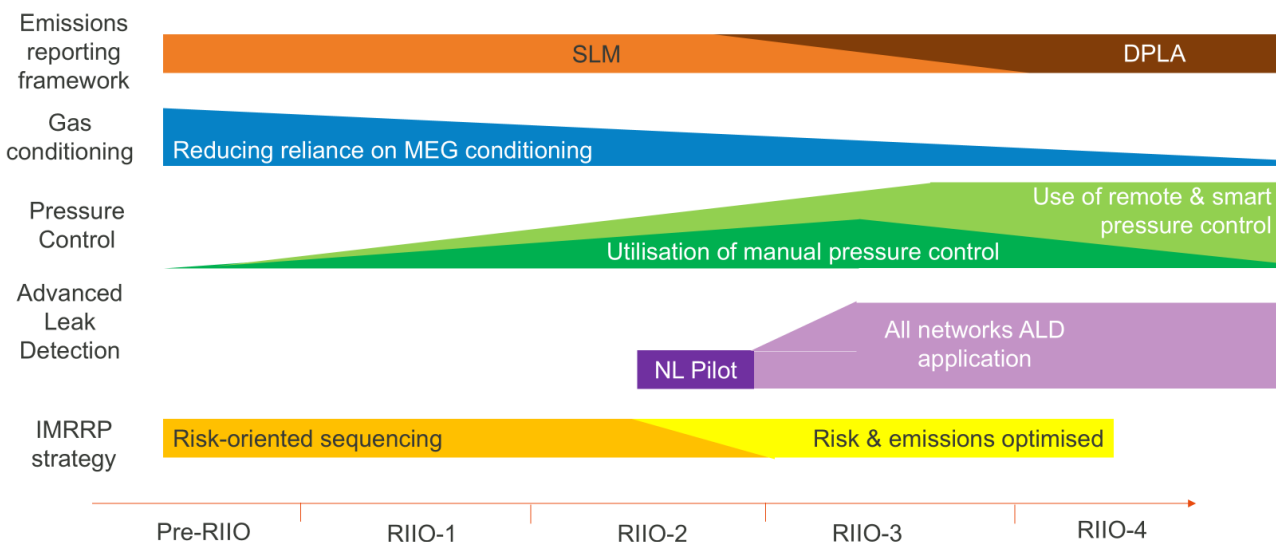 Emissions
reporting
framework
SLM
DPLA
Gas
conditioning
Reducing reliance on MEG conditioning
Pressure
Control
Use of remote & smart
pressure control
Utilisation of manual pressure control
Advanced
Leak
Detection
NL Pilot
All networks ALD
application
IMRRP
strategy
Risk-oriented sequencing
Risk & emissions optimised
Pre-RIIO
RIIO-1
RIIO-2
RIIO-3
RIIO-4